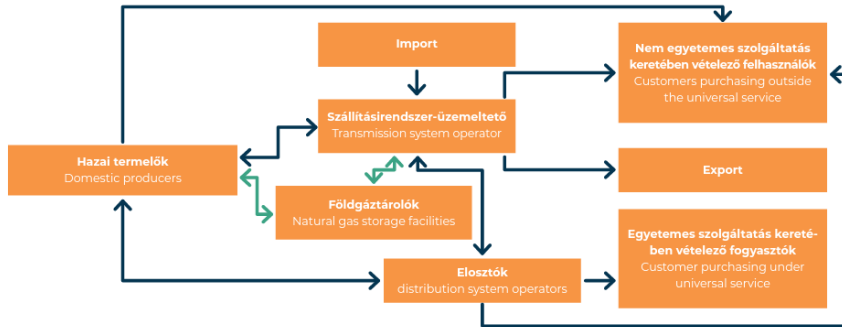 Import
Nem egyetemes szolgáltatás
keretében vételező felhasználók
Customers purchasing outside
the universal service
Szállításirendszer-üzemeltető
Transmission system operator
Hazai termelők
Domestic producers
Export
Földgáztárolók
Natural gas storage facilities
Egyetemes szolgáltatás kereté-
ben vételező fogyasztók
Customer purchasing under
universal service
Elosztók
distribution system operators